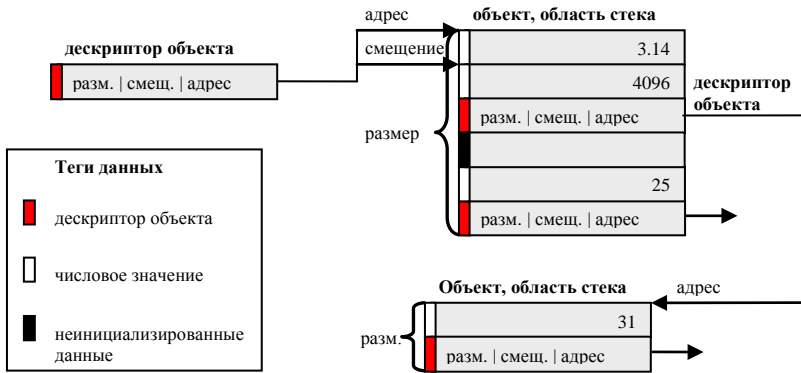 адрес
объект, область стека
дескриптор объекта
смещение
3.14
разм. | смещ. | адрес
4096
дескриптор
объекта
разм. | смещ. | адрес
размер
25
разм. | смещ. | адрес
Теги данных
дескриптор объекта
числовое значение
неинициализированные
данные
Объект, область стека
адрес
31
разм.
разм. | смещ. | адрес